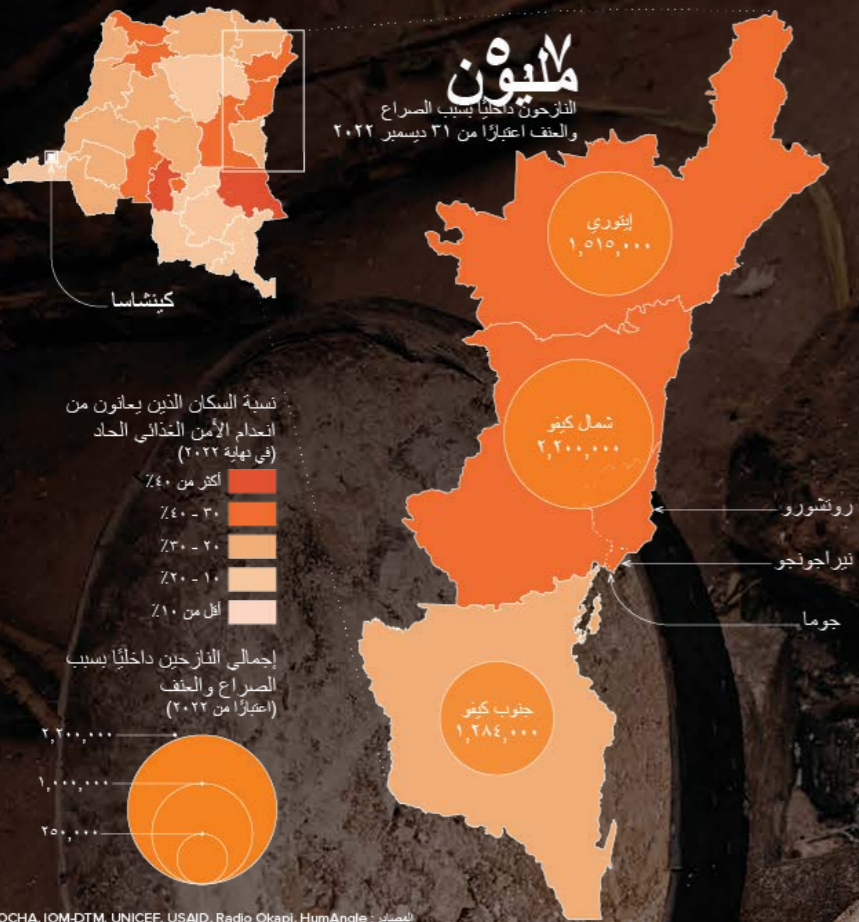 ٥,٧
مليون
النازحون داخليًا بسبب الصراع
والعنف اعتبارًا من ٣١ ديسمبر ٢٠٢٢
كينشاسا
إيتوري
١,٥١٥,٠٠٠
شمال كيفو
٢,٢٠٠,٠٠٠
روتشورو
نيراجونجو
جوما
جنوب كيفو
١,٢٨٤,٠٠٠
نسبة السكان الذين يعانون من
انعدام الأمن الغذائي الحاد
(في نهاية ٢٠٢٢)
أكثر من ٤٠٪
٣٠ - ٤٠٪
٢٠ - ٣٠٪
١٠ - ٢٠٪
أقل من ١٠٪
إجمالي النازحين داخليًا بسبب
الصراع والعنف
(اعتبارًا من ٢٠٢٢)
٢,٢٠٠,٠٠٠
١,٠٠٠,٠٠٠
٢٥٠,٠٠٠
المصادر : OCHA, IOM-DTM, UNICEF, USAID, Radio Okapi, HumAngle